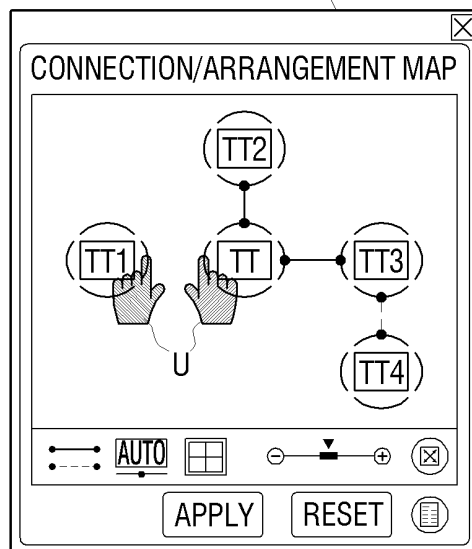 CONNECTION/ARRANGEMENT MAP
TT2
TT1
TT
TT3
U
TT4
AUTO
APPLY
RESET